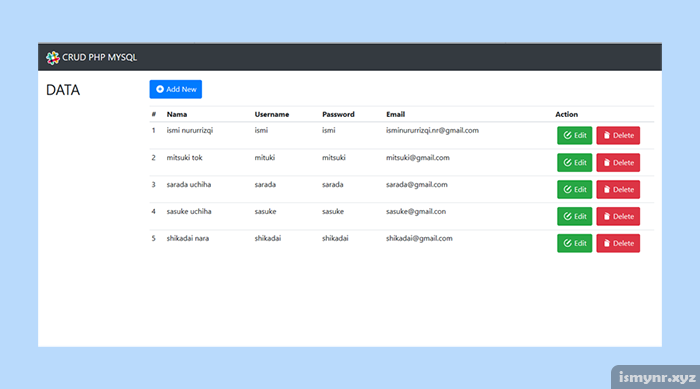 CRUD PHP MYSQL
DATA
Add New
# Nama Username Password Email Action
1 ismi nururrizqi ismi ismi isminururrizqi.nr@gmail.com Edit Delete
2 mitsuki tok mituki mitsuki mitsuki@gmail.com Edit Delete
3 sarada uchiha sarada sarada sarada@gmail.com Edit Delete
4 sasuke uchiha sasuke sasuke sasuke@gmail.con Edit Delete
5 shikadai nara shikadai shikadai shikadai@gmail.com Edit Delete
ismynr.xyz